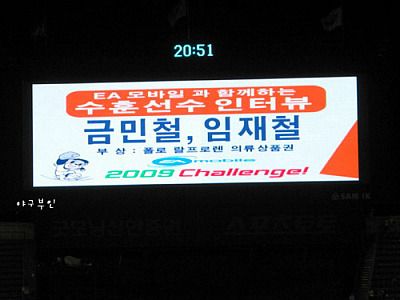 20:51
EA 모바일 과 함께하는
수훈선수 인터뷰
금민철, 임재철
부 상 : 폴로 랄프로렌 의류상품권
EA mobile
2009 Challenge!
야구부인